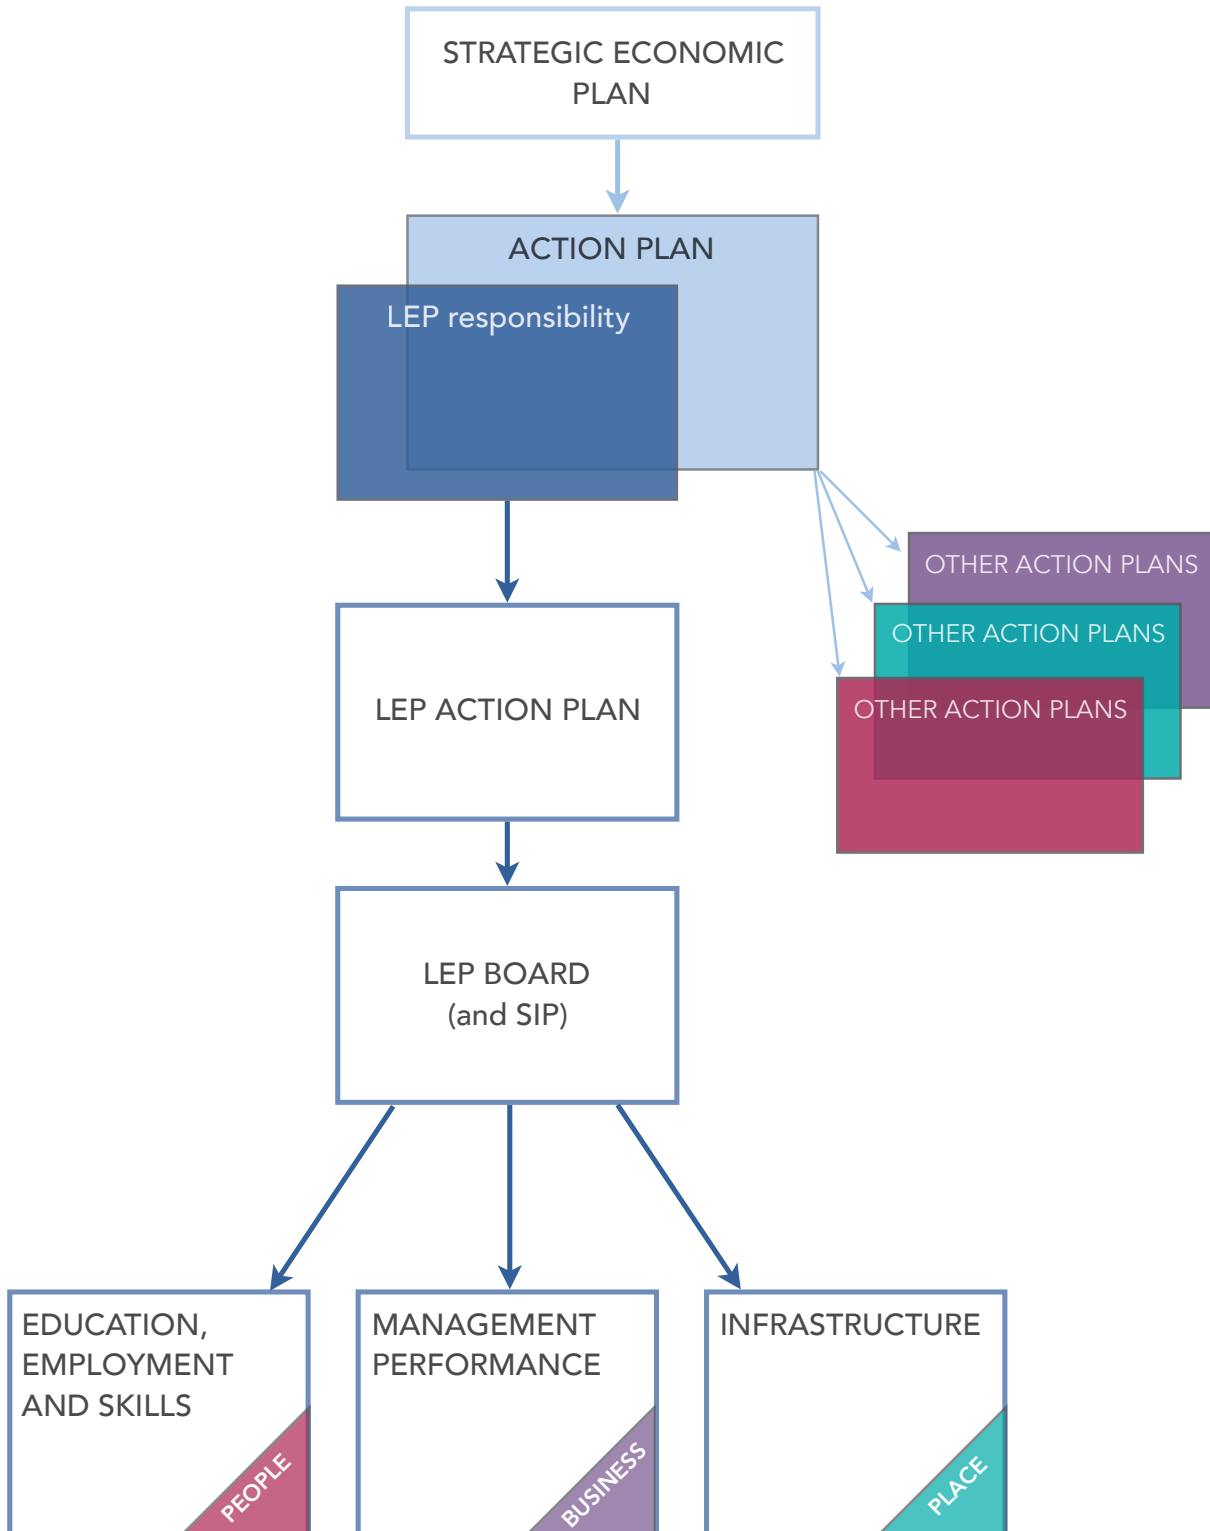 STRATEGIC ECONOMIC
PLAN
ACTION PLAN
LEP responsibility
OTHER ACTION PLANS
OTHER ACTION PLANS
OTHER ACTION PLANS
LEP ACTION PLAN
LEP BOARD
(and SIP)
EDUCATION,
EMPLOYMENT
AND SKILLS
PEOPLE
MANAGEMENT
PERFORMANCE
BUSINESS
INFRASTRUCTURE
PLACE